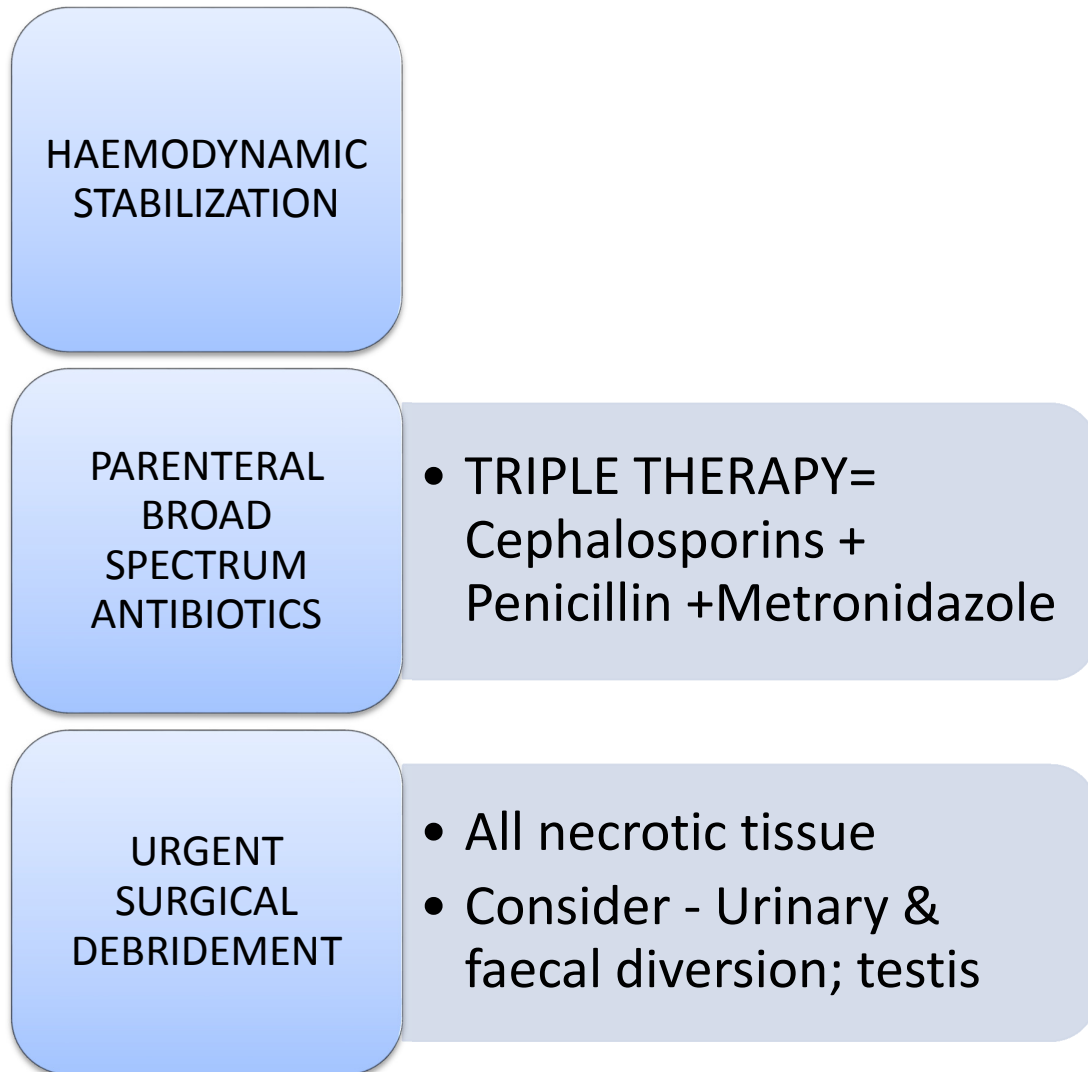 HAEMODYNAMIC
STABILIZATION
PARENTERAL
BROAD
SPECTRUM
ANTIBIOTICS
• TRIPLE THERAPY=
Cephalosporins +
Penicillin +Metronidazole
URGENT
SURGICAL
DEBRIDEMENT
• All necrotic tissue
• Consider - Urinary &
faecal diversion; testis